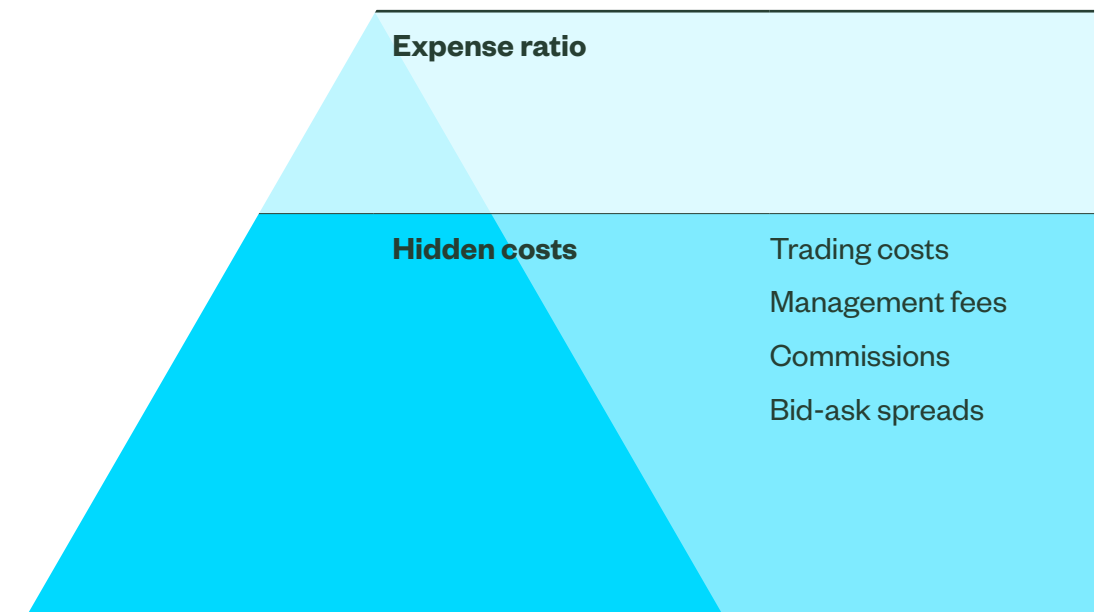 Expense ratio
Hidden costs
Trading costs
Management fees
Commissions
Bid-ask spreads